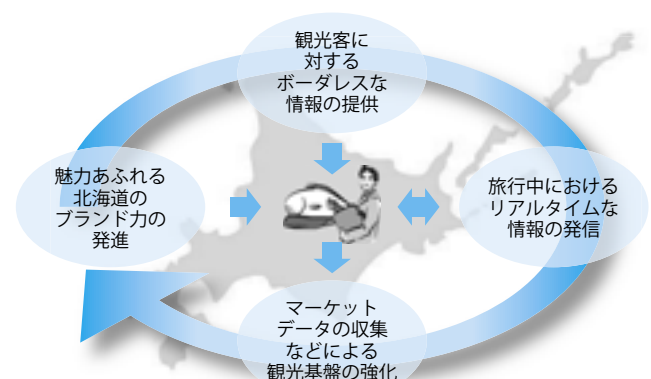 観光客に
対する
ボーダレスな
情報の提供
魅力あふれる
北海道の
ブランド力の
発進
旅行中における
リアルタイムな
情報の発信
マーケット
データの収集
などによる
観光基盤の強化